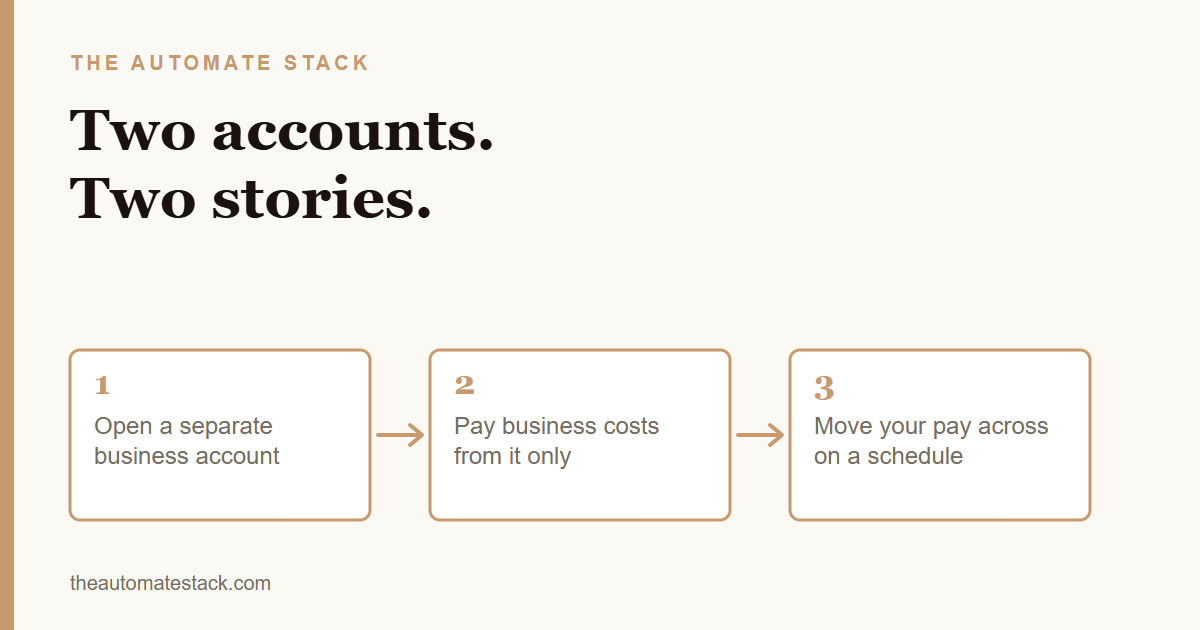 THE AUTOMATE STACK
Two accounts.
Two stories.
1
Open a separate
business account
2
Pay business costs
from it only
3
Move your pay across
on a schedule
theautomatestack.com